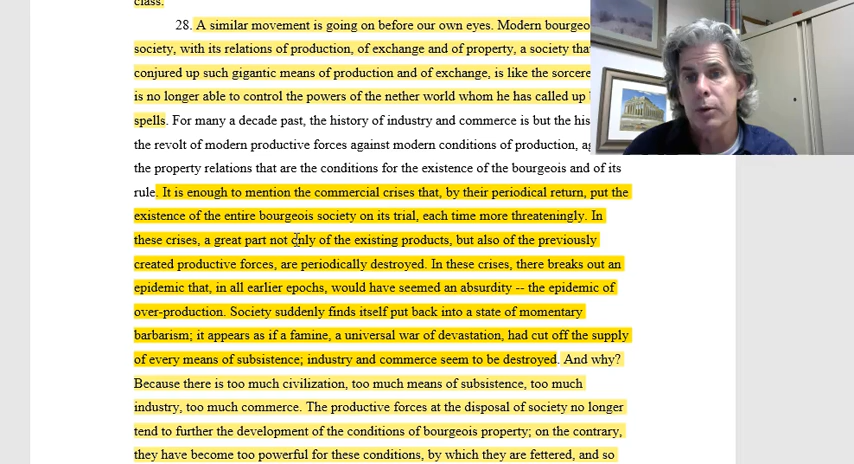 class.
28. A similar movement is going on before our own eyes. Modern bourgeo
society, with its relations of production, of exchange and of property, a society tha
conjured up such gigantic means of production and of exchange, is like the sorcere
is no longer able to control the powers of the nether world whom he has called up
spells. For many a decade past, the history of industry and commerce is but the his
the revolt of modern productive forces against modern conditions of production, ag
the property relations that are the conditions for the existence of the bourgeois and of its
rule. It is enough to mention the commercial crises that, by their periodical return, put the
existence of the entire bourgeois society on its trial, each time more threateningly. In
these crises, a great part not only of the existing products, but also of the previously
created productive forces, are periodically destroyed. In these crises, there breaks out an
epidemic that, in all earlier epochs, would have seemed an absurdity -- the epidemic of
over-production. Society suddenly finds itself put back into a state of momentary
barbarism; it appears as if a famine, a universal war of devastation, had cut off the supply
of every means of subsistence; industry and commerce seem to be destroyed. And why?
Because there is too much civilization, too much means of subsistence, too much
industry, too much commerce. The productive forces at the disposal of society no longer
tend to further the development of the conditions of bourgeois property; on the contrary,
they have become too powerful for these conditions, by which they are fettered, and so